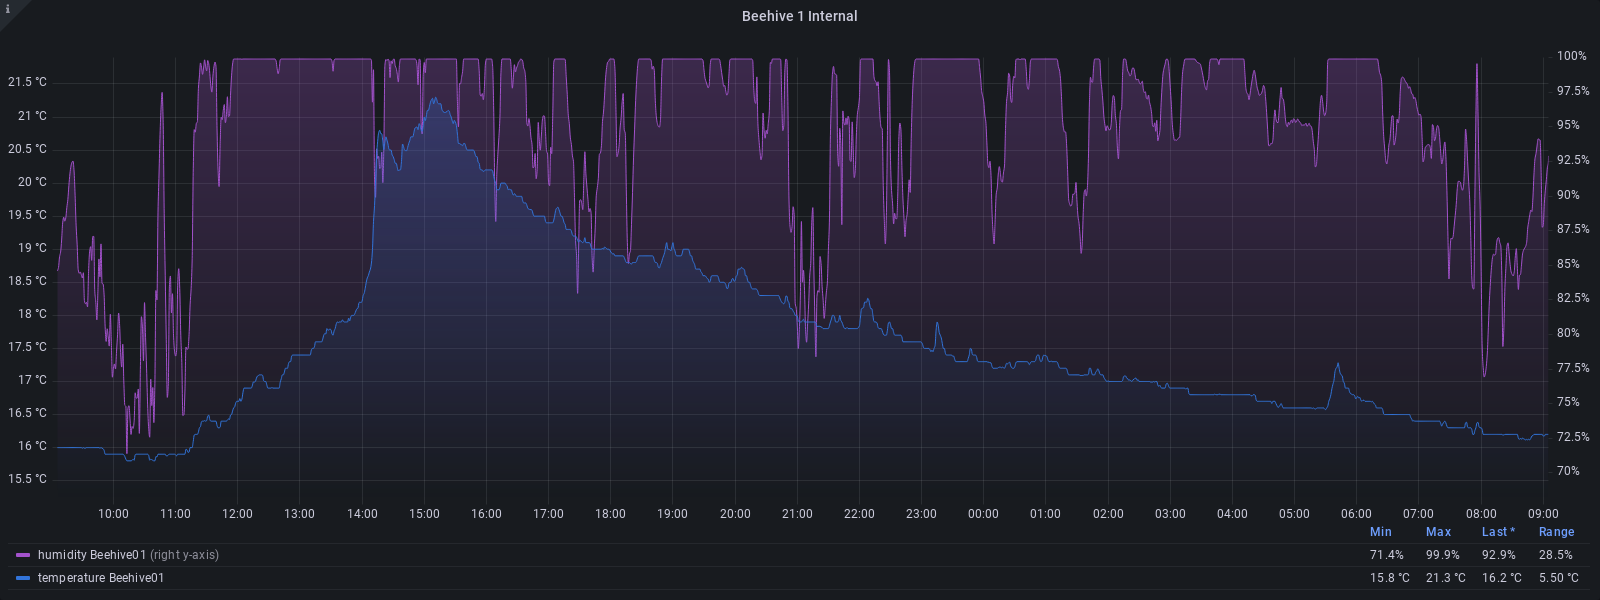 i
Beehive 1 Internal
21.5 °C
21 °C
20.5 °C
20 °C
19.5 °C
19 °C
18.5 °C
18 °C
17.5 °C
17 °C
16.5 °C
16 °C
15.5 °C
100%
97.5%
95%
92.5%
90%
87.5%
85%
82.5%
80%
77.5%
75%
72.5%
70%
10:00 11:00 12:00 13:00 14:00 15:00 16:00 17:00 18:00 19:00 20:00 21:00 22:00 23:00 00:00 01:00 02:00 03:00 04:00 05:00 06:00 07:00 08:00 09:00
Min Max Last * Range
humidity Beehive01 (right y-axis) 71.4% 99.9% 92.9% 28.5%
temperature Beehive01 15.8 °C 21.3 °C 16.2 °C 5.50 °C